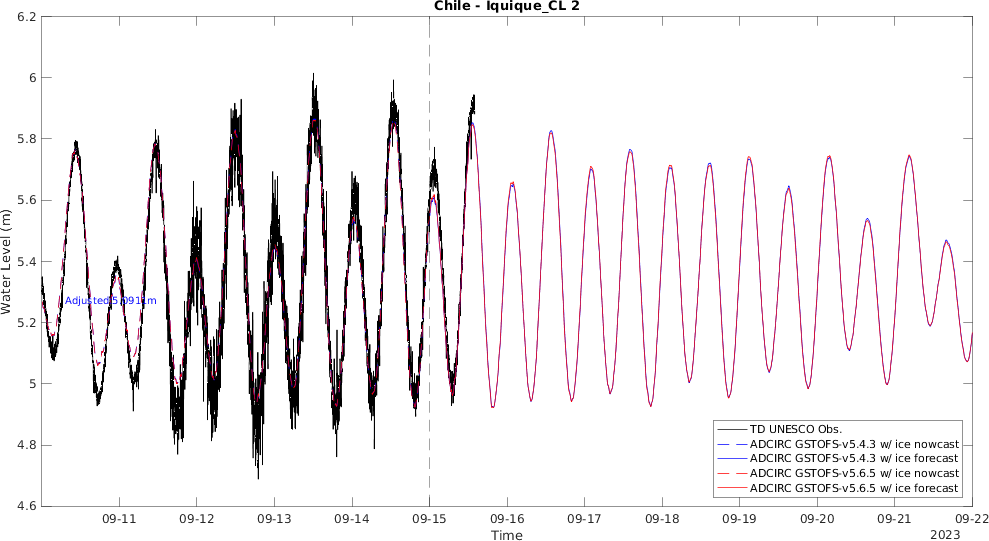 Chile - Iquique_CL 2
6.2
6
5.8
5.6
5.4
5.2
5
4.8
4.6
Water Level (m)
Adjusted 5.0911m
TD UNESCO Obs.
ADCIRC GSTOFS-v5.4.3 w/ ice nowcast
ADCIRC GSTOFS-v5.4.3 w/ ice forecast
ADCIRC GSTOFS-v5.6.5 w/ ice nowcast
ADCIRC GSTOFS-v5.6.5 w/ ice forecast
09-11 09-12 09-13 09-14 09-15 09-16 09-17 09-18 09-19 09-20 09-21 09-22
Time
2023